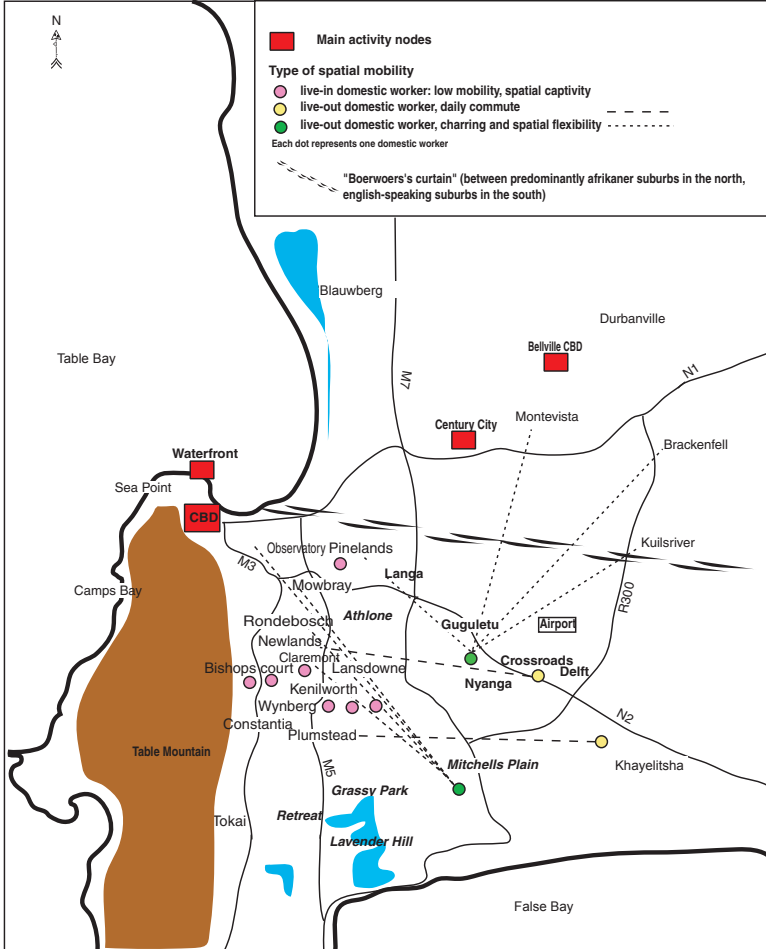 N
Main activity nodes
Type of spatial mobility
live-in domestic worker: low mobility, spatial captivity
live-out domestic worker, daily commute
live-out domestic worker, charring and spatial flexibility
Each dot represents one domestic worker
"Boerwoers's curtain" (between predominantly afrikaner suburbs in the north,
english-speaking suburbs in the south)
Blauwberg
Durbanville
Table Bay
Bellville CBD
M7
N1
Montevista
Century City
Brackenfell
Waterfront
Sea Point
CBD
Kuilsriver
Observatory
Pinelands
M3
Langa
Camps Bay
Mowbray
R300
Athlone
Rondebosch
Guguletu
Airport
Newlands
Claremont
Crossroads
Bishops court
Lansdowne
Delft
Nyanga
Kenilworth
Wynberg
Constantia
N2
Plumstead
Table Mountain
M5
Mitchells Plain
Khayelitsha
Grassy Park
Tokai
Retreat
Lavender Hill
False Bay